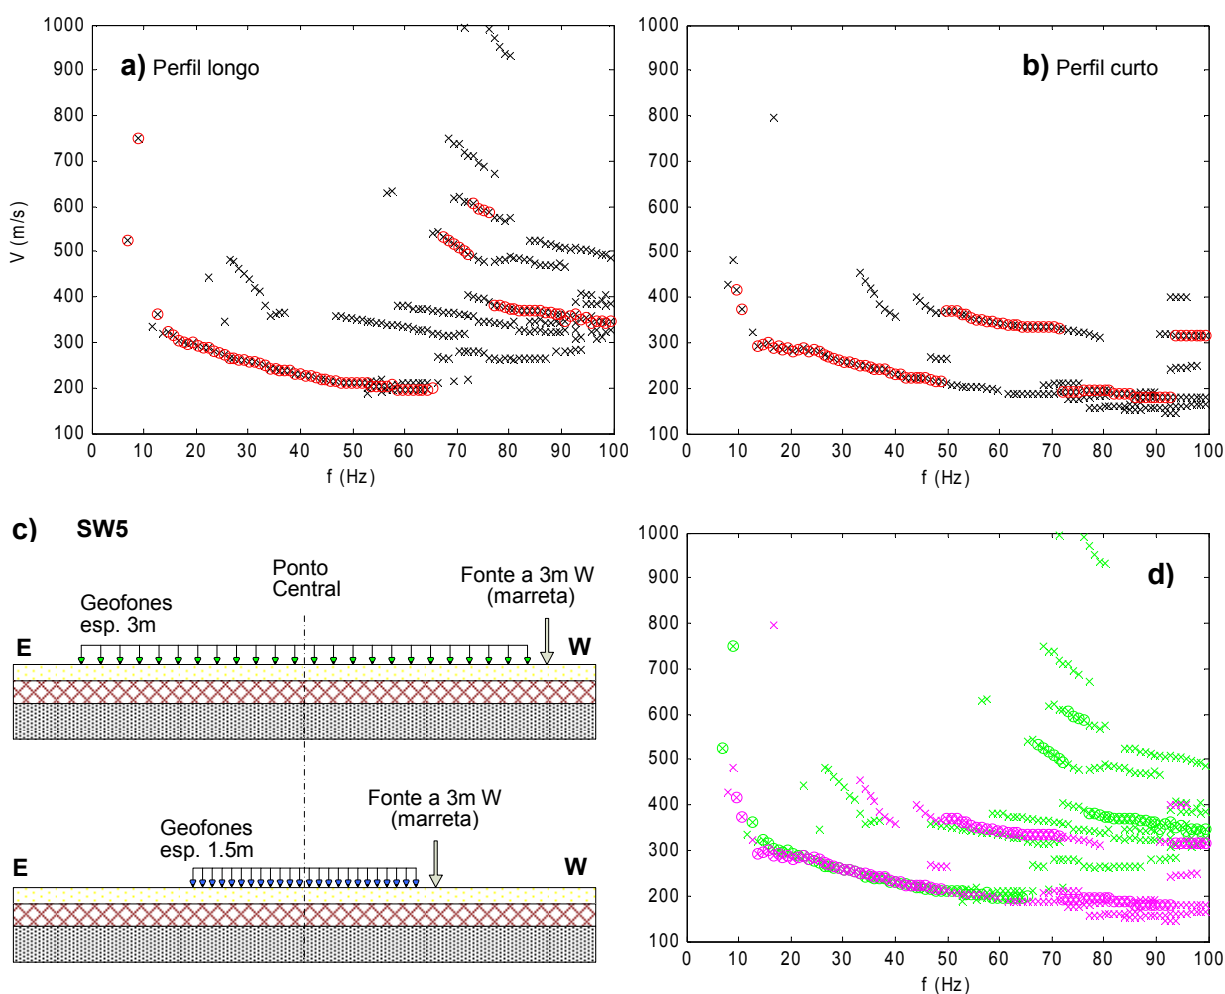 a) Perfil longo
1000
900
800
700
600
500
400
300
200
100
V (m/s)
0 10 20 30 40 50 60 70 80 90 100
f (Hz)
b) Perfil curto
1000
900
800
700
600
500
400
300
200
100
0 10 20 30 40 50 60 70 80 90 100
f (Hz)
c) SW5
Ponto
Central
Fonte a 3m W
(marreta)
Geofones
esp. 3m
E
W
Fonte a 3m W
(marreta)
Geofones
esp. 1.5m
E
W
d)
1000
900
800
700
600
500
400
300
200
100
0 10 20 30 40 50 60 70 80 90 100
f (Hz)